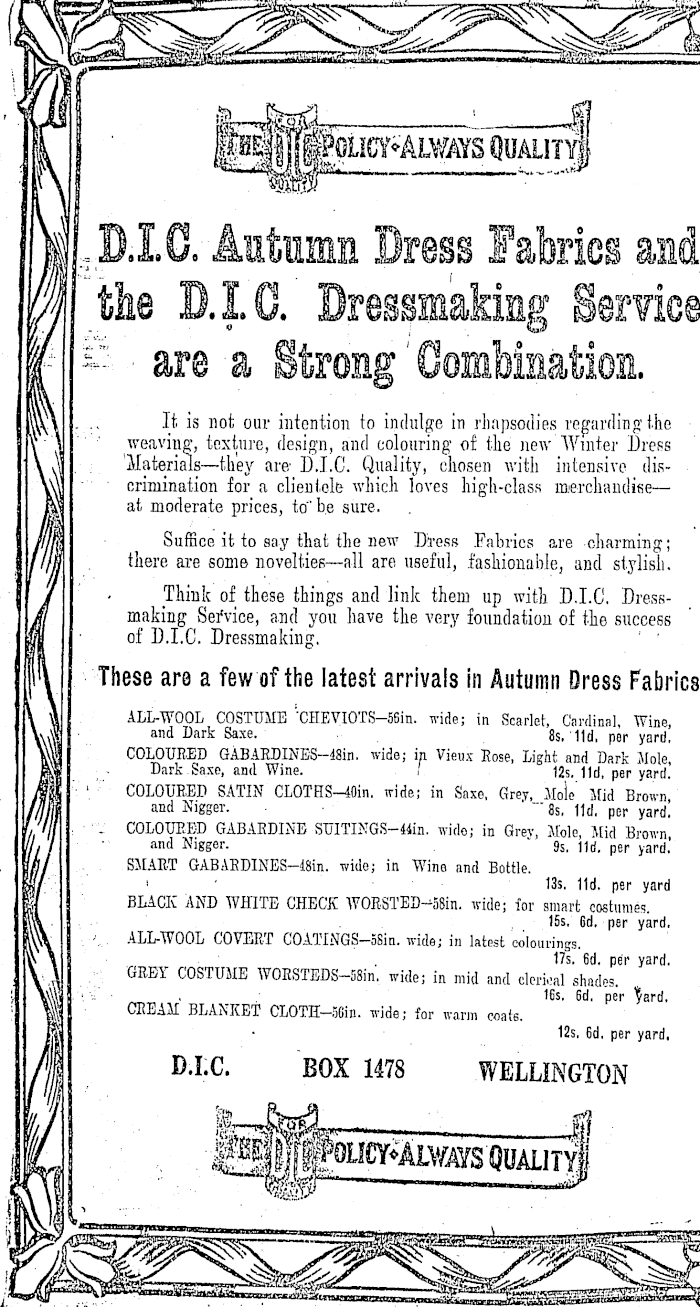 FOR
THE DIC POLICY • ALWAYS QUALITY
QUALITY
D.I.C. Autumn Dress Fabrics and
the D.I.C. Dressmaking Service
are a Strong Combination.
It is not our intention to indulge in rhapsodies regarding the
weaving, texture, design, and colouring of the new Winter Dress
Materials—they are D.I.C. Quality, chosen with intensive dis-
crimination for a clientele which loves high-class merchandise—
at moderate prices, to be sure.
Suffice it to say that the new Dress Fabrics are charming;
there are some novelties—all are useful, fashionable, and stylish.
Think of these things and link them up with D.I.C. Dress-
making Service, and you have the very foundation of the success
of D.I.C. Dressmaking.
These are a few of the latest arrivals in Autumn Dress Fabrics
ALL-WOOL COSTUME CHEVIOTS—56in. wide; in Scarlet, Cardinal, Wine,
and Dark Saxe. 8s. 11d. per yard.
COLOURED GABARDINES—48in. wide; in Vieux Rose, Light and Dark Mole,
Dark Saxe, and Wine. 12s. 11d. per yard.
COLOURED SATIN CLOTHS—40in. wide; in Saxe, Grey, Mole Mid Brown,
and Nigger. 8s. 11d. per yard.
COLOURED GABARDINE SUITINGS—44in. wide; in Grey, Mole, Mid Brown,
and Nigger. 9s. 11d. per yard.
SMART GABARDINES—48in. wide; in Wine and Bottle.
13s. 11d. per yard
BLACK AND WHITE CHECK WORSTED—58in. wide; for smart costumes.
15s. 6d. per yard.
ALL-WOOL COVERT COATINGS—58in. wide; in latest colourings.
17s. 6d. per yard.
GREY COSTUME WORSTEDS—58in. wide; in mid and clerical shades.
16s. 6d. per yard.
CREAM BLANKET CLOTH—56in. wide; for warm coats.
12s. 6d. per yard.
D.I.C. BOX 1478 WELLINGTON
FOR
THE DIC POLICY • ALWAYS QUALITY